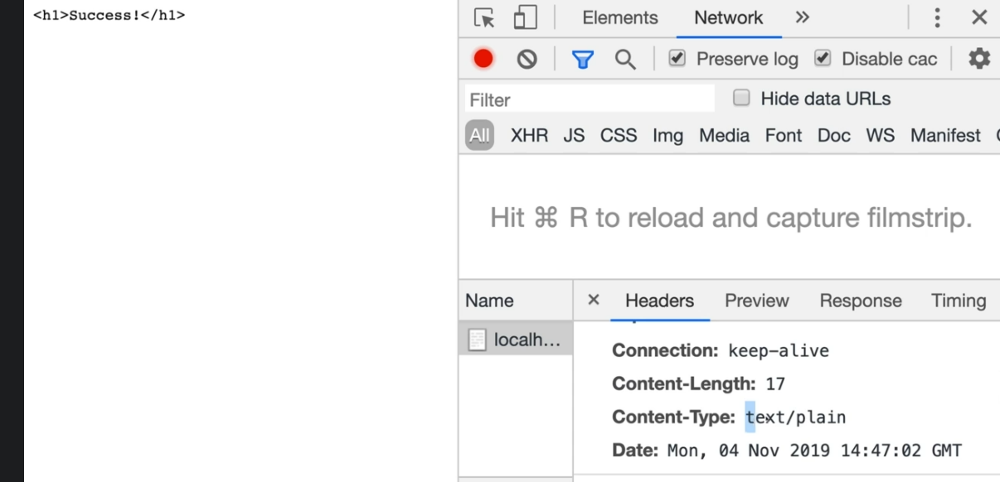 <h1>Success!</h1>
Elements Network »
Preserve log Disable cac
Filter Hide data URLs
All XHR JS CSS Img Media Font Doc WS Manifest
Hit ⌘ R to reload and capture filmstrip.
Name × Headers Preview Response Timing
localh...
Connection: keep-alive
Content-Length: 17
Content-Type: text/plain
Date: Mon, 04 Nov 2019 14:47:02 GMT